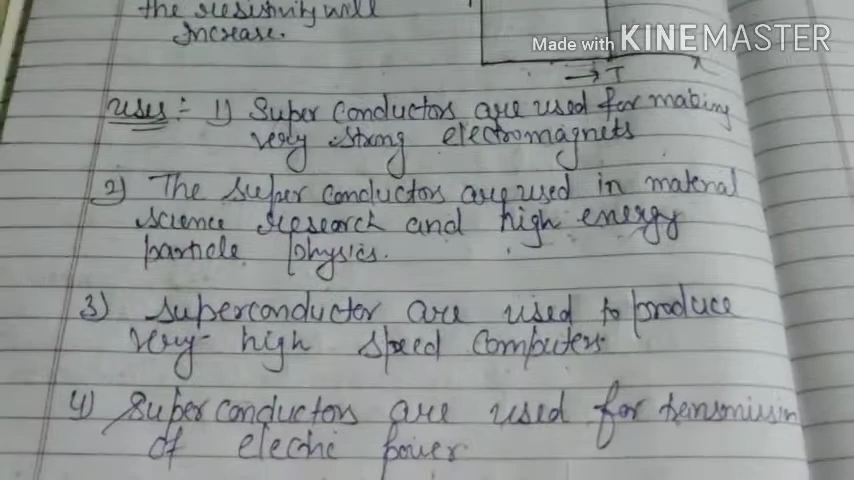 the resistivity will
Increase.
Made with KINEMASTER
→ T
uses:- 1) Super conductors are used for making
very strong electromagnets
2) The super conductors are used in material
science research and high energy
particle physics.
3) superconductor are used to produce
very high speed computers.
4) super conductors are used for
of electric power